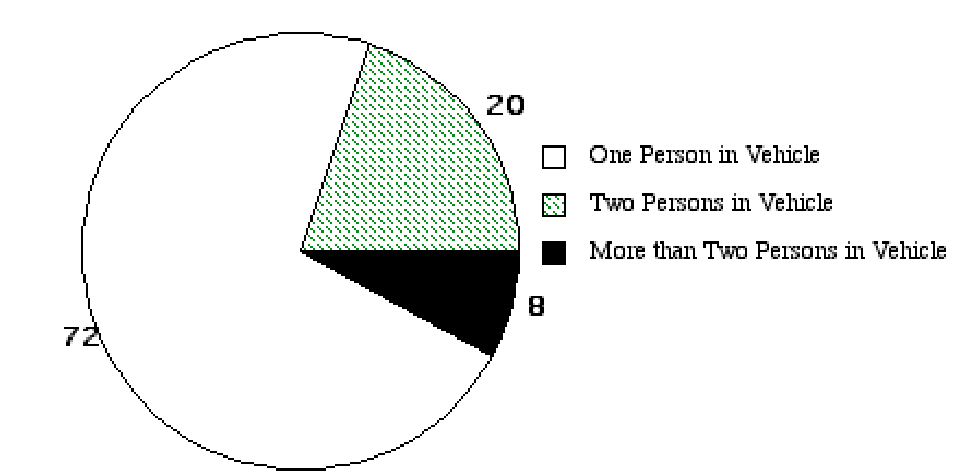 20
One Person in Vehicle
Two Persons in Vehicle
More than Two Persons in Vehicle
8
72